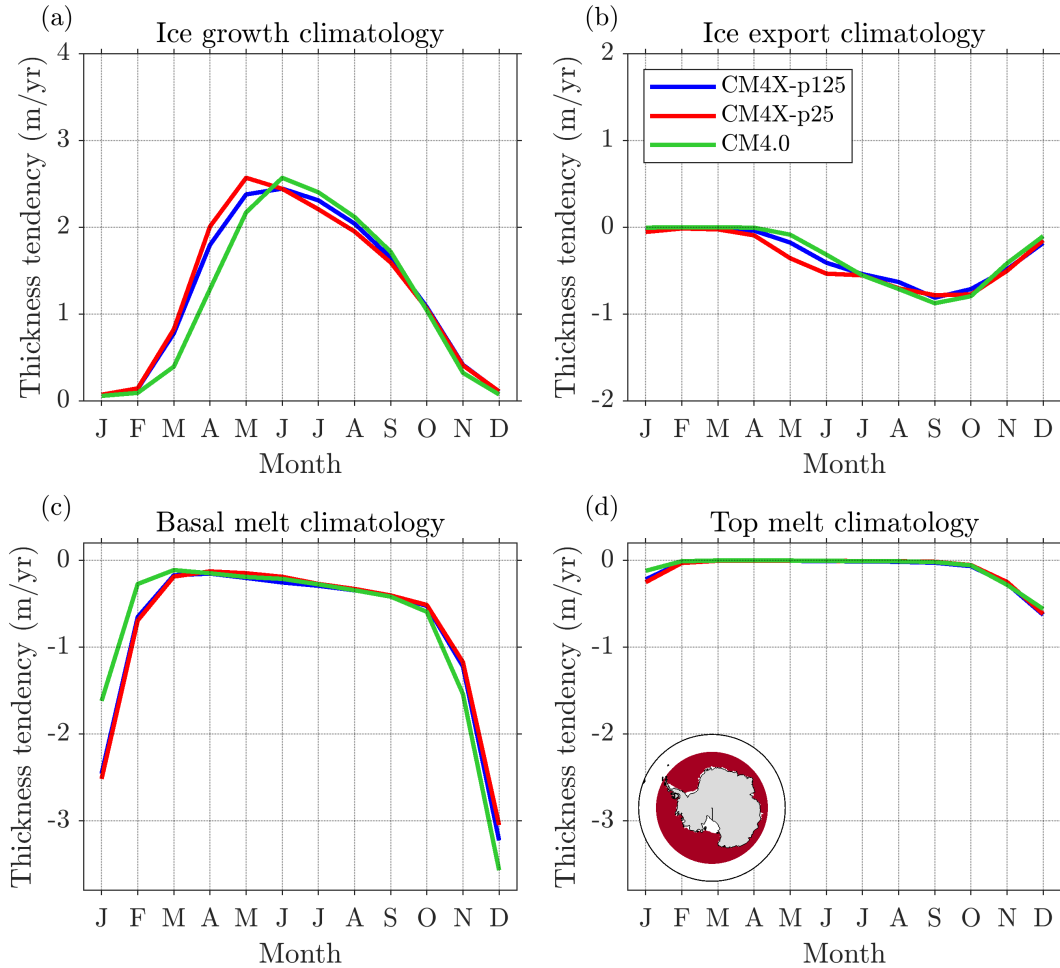 (a)
Ice growth climatology
4
3
2
1
0
Thickness tendency (m/yr)
J F M A M J J A S O N D
Month
(b)
Ice export climatology
CM4X-p125
CM4X-p25
CM4.0
2
1
0
-1
-2
Thickness tendency (m/yr)
J F M A M J J A S O N D
Month
(c)
Basal melt climatology
0
-1
-2
-3
Thickness tendency (m/yr)
J F M A M J J A S O N D
Month
(d)
Top melt climatology
0
-1
-2
-3
Thickness tendency (m/yr)
J F M A M J J A S O N D
Month